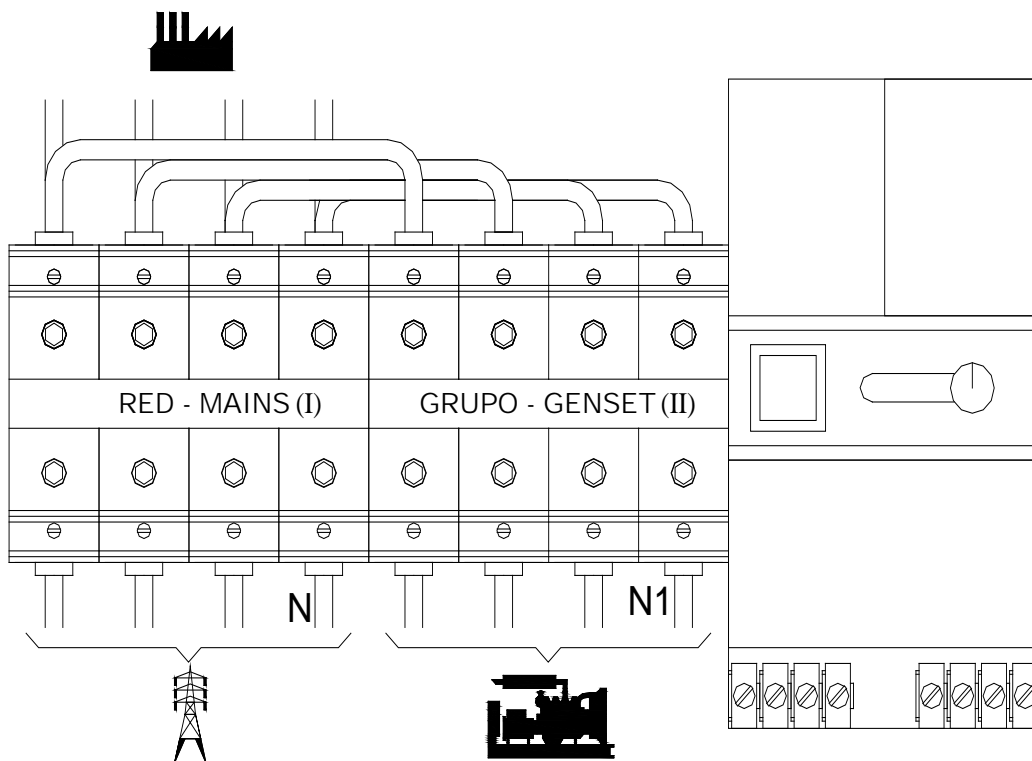 RED - MAINS (I)
GRUPO - GENSET (II)
N
N1